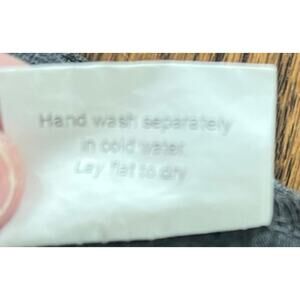 Hand wash separately
in cold water.
Lay flat to dry